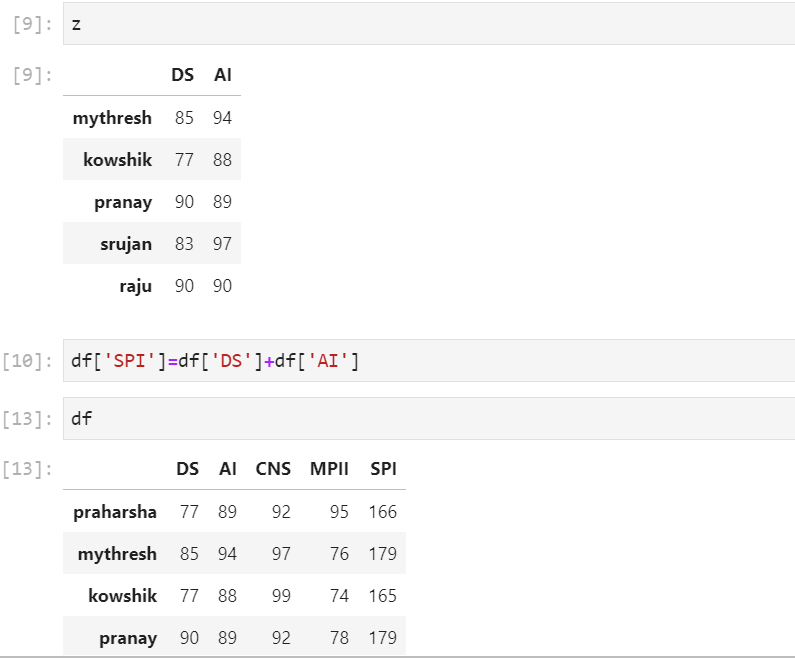 [9]: z
[9]: DS AI
mythresh 85 94
kowshik 77 88
pranay 90 89
srujan 83 97
raju 90 90
[10]: df['SPI']=df['DS']+df['AI']
[13]: df
[13]: DS AI CNS MPII SPI
praharsha 77 89 92 95 166
mythresh 85 94 97 76 179
kowshik 77 88 99 74 165
pranay 90 89 92 78 179